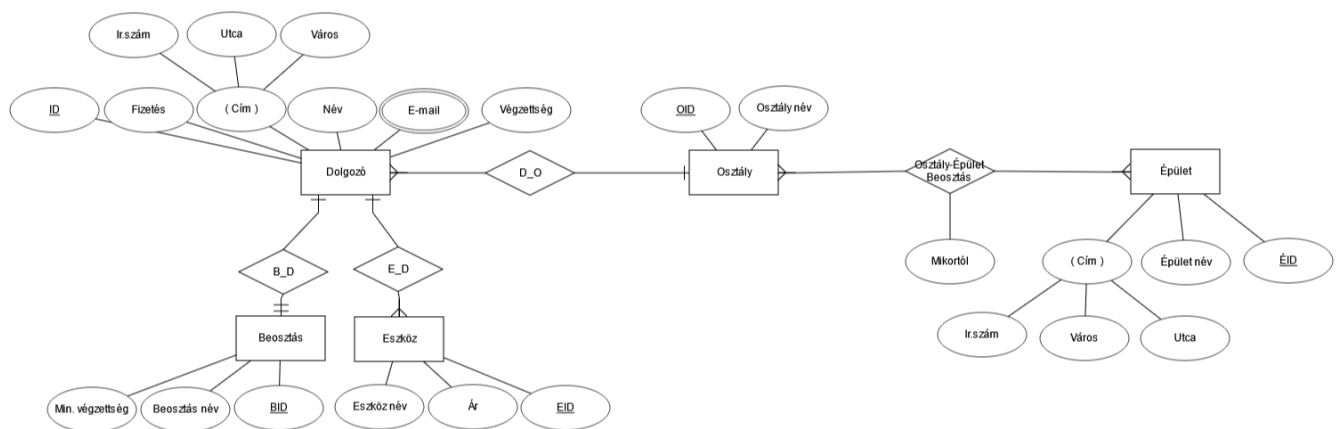 Ir.szám
Utca
Város
ID
Fizetés
( Cím )
Név
E-mail
Végzettség
OID
Osztály név
Dolgozó
D_O
Osztály
Osztály-Épület
Beosztás
Épület
B_D
E_D
Mikortól
( Cím )
Épület név
ÉID
Beosztás
Eszköz
Ir.szám
Város
Utca
Min. végzettség
Beosztás név
BID
Eszköz név
Ár
EID